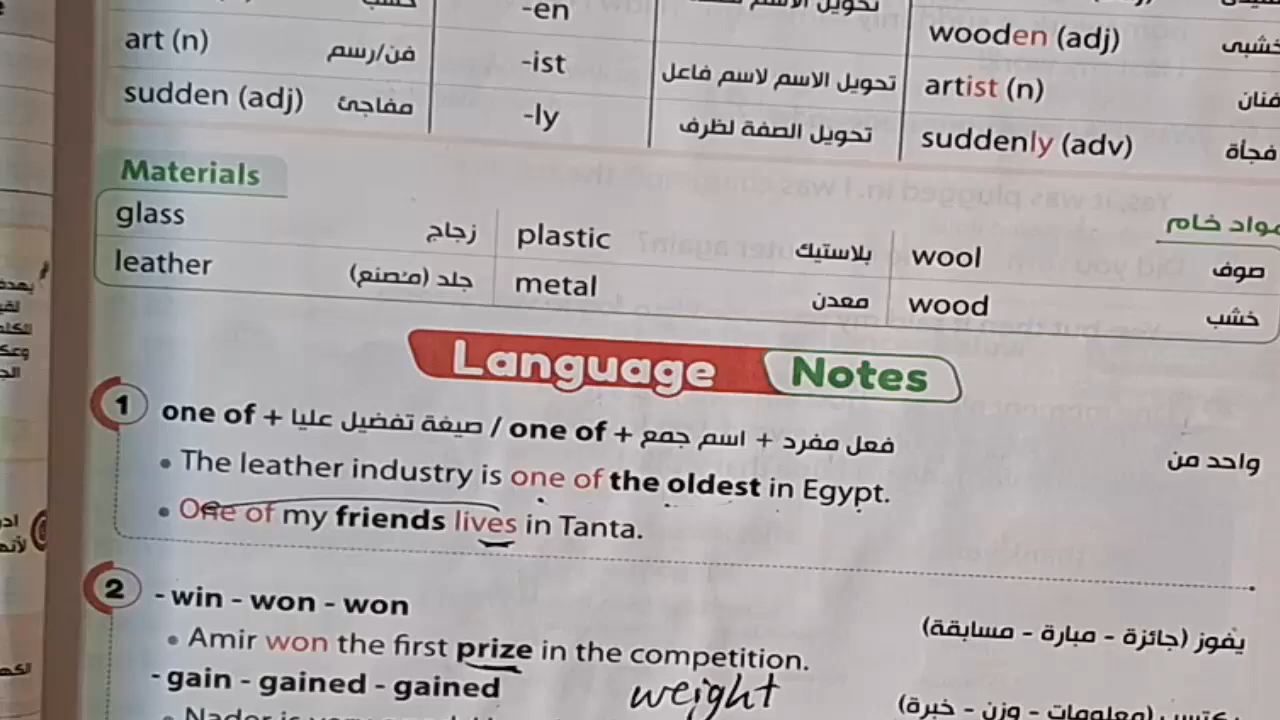 -en
wooden (adj)
art (n) فن/رسم -ist تحويل الاسم لاسم فاعل artist (n) فنان
sudden (adj) مفاجئ -ly تحويل الصفة لظرف suddenly (adv) فجأة
Materials مواد خام
glass زجاج plastic بلاستيك wool صوف
leather جلد (مُصنع) metal معدن wood خشب
Language Notes
1 one of + صيغة تفضيل عليا / one of + اسم جمع + فعل مفرد واحد من
• The leather industry is one of the oldest in Egypt.
• One of my friends lives in Tanta.
2 - win - won - won يفوز (جائزة - مباراة - مسابقة)
• Amir won the first prize in the competition.
- gain - gained - gained weight (معلومات - وزن - خبرة)